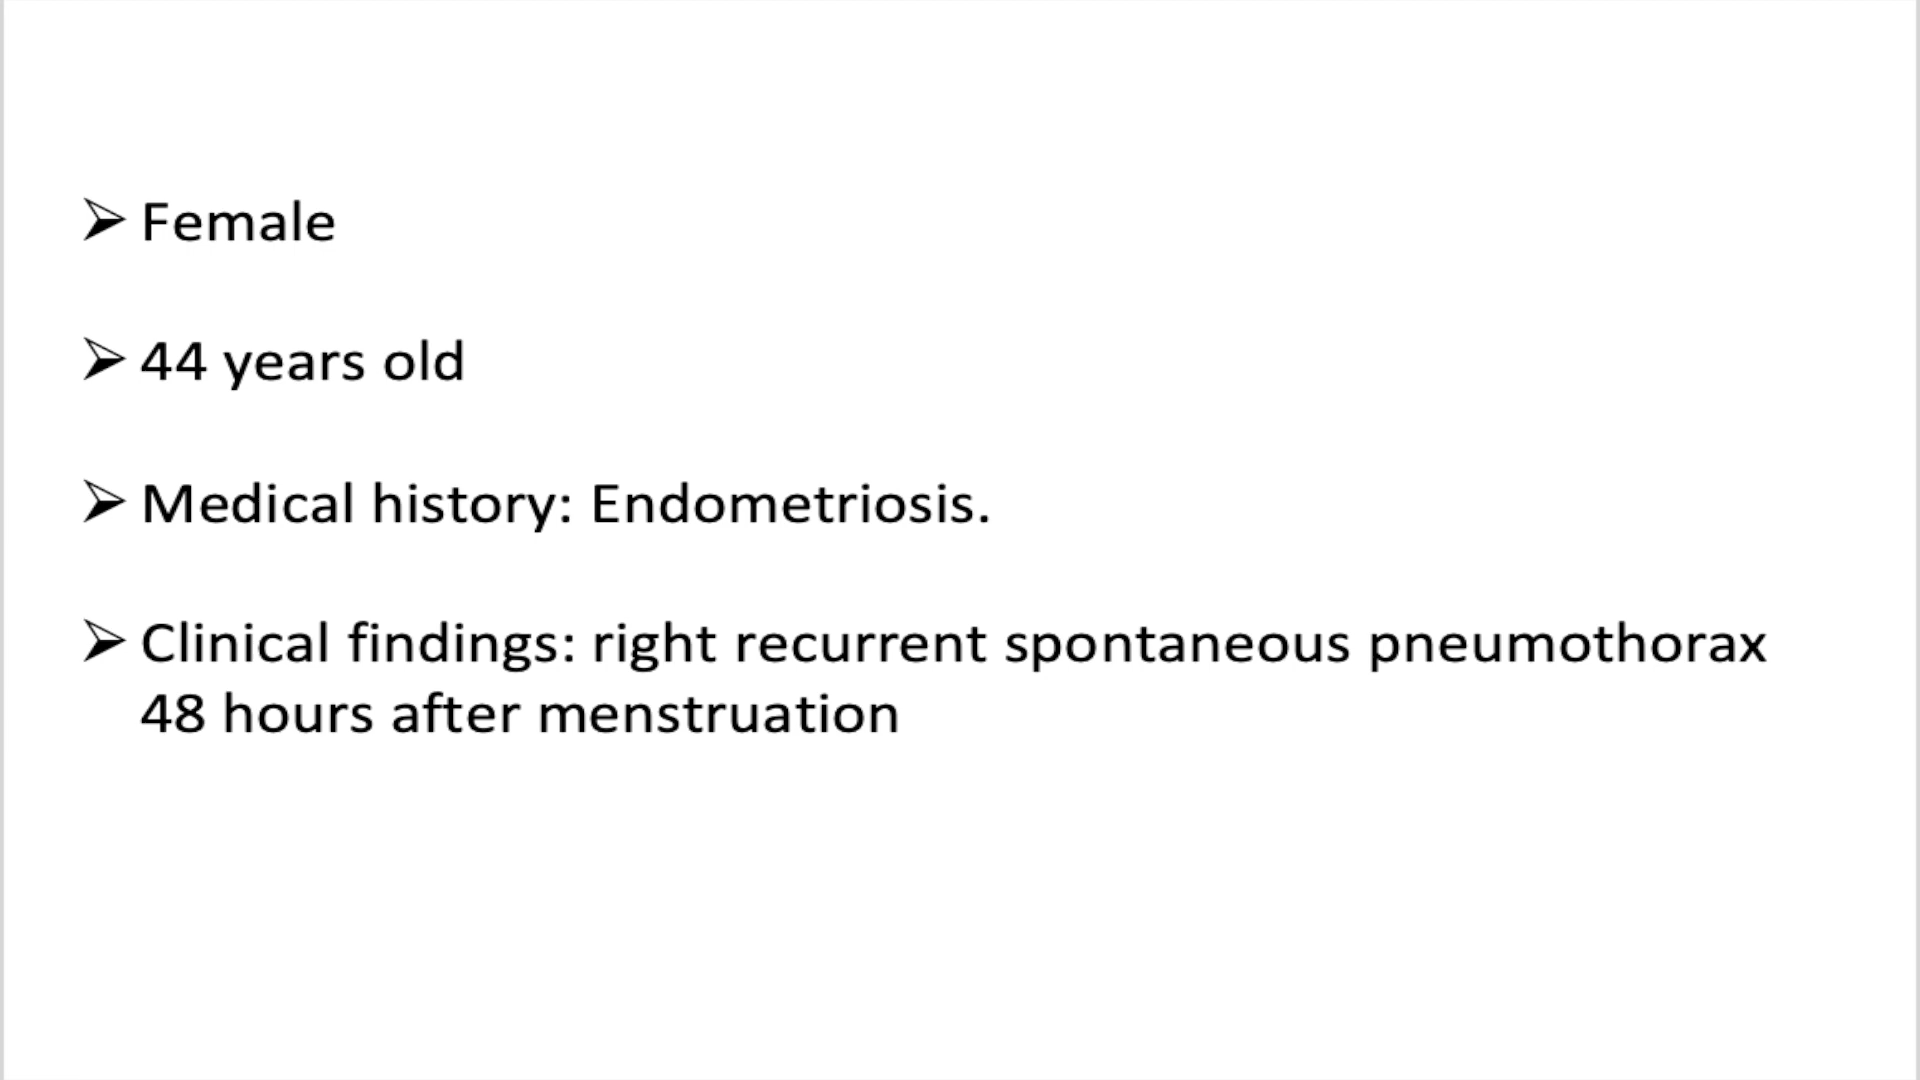 ➢ Female
➢ 44 years old
➢ Medical history: Endometriosis.
➢ Clinical findings: right recurrent spontaneous pneumothorax
48 hours after menstruation